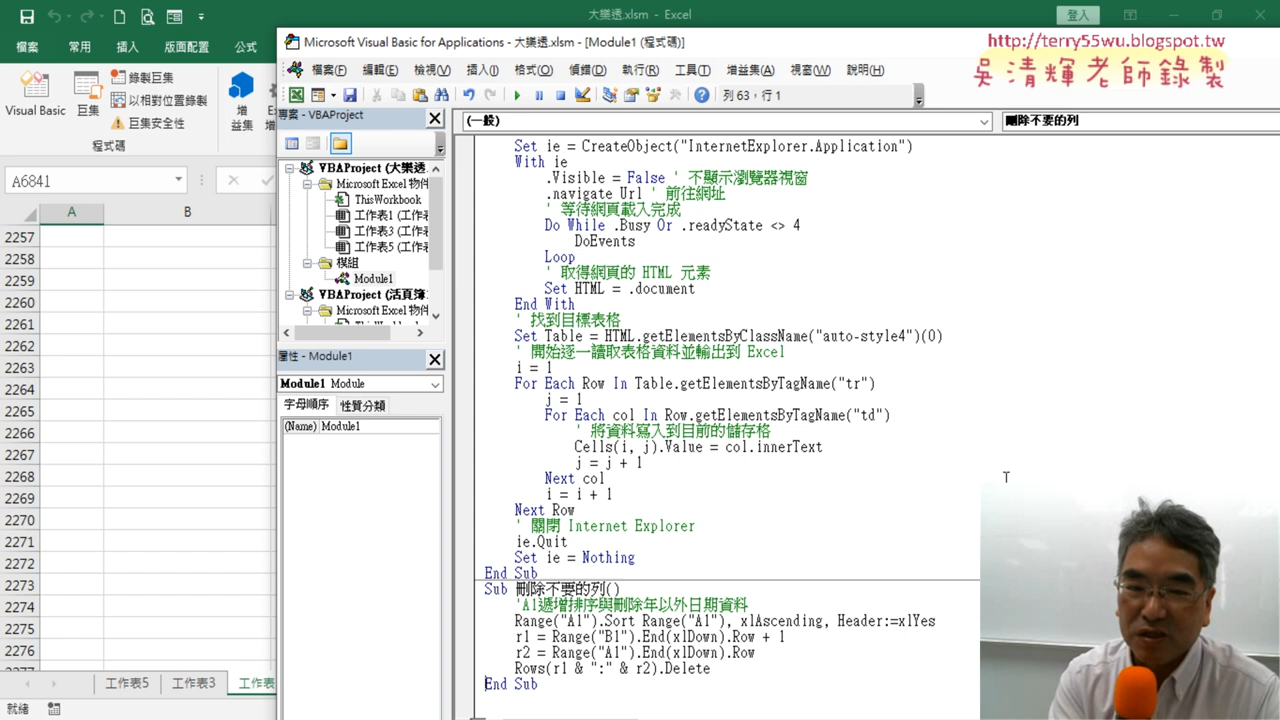 大樂透.xlsm - Excel
登入
檔案
常用
插入
版面配置
公式
Visual Basic
巨集
錄製巨集
以相對位置錄製
巨集安全性
增
益集
程式碼
A6841
A
B
2257
2258
2259
2260
2261
2262
2263
2264
2265
2266
2267
2268
2269
2270
2271
2272
2273
2274
2275
2276
工作表5
工作表3
工作表
就緒
Microsoft Visual Basic for Applications - 大樂透.xlsm - [Module1 (程式碼)]
檔案(F)
編輯(E)
檢視(V)
插入(I)
格式(O)
偵錯(D)
執行(R)
工具(T)
增益集(A)
視窗(W)
說明(H)
http://terry55wu.blogspot.tw
吳清輝老師錄製
列 63，行 1
專案 - VBAProject
VBAProject (大樂透.
Microsoft Excel 物件
ThisWorkbook
工作表1 (工作表
工作表3 (工作表
工作表5 (工作表
模組
Module1
VBAProject (活頁簿
Microsoft Excel 物件
屬性 - Module1
Module1 Module
字母順序
性質分類
(Name) Module1
(一般)
刪除不要的列
Set ie = CreateObject("InternetExplorer.Application")
With ie
.Visible = False ' 不顯示瀏覽器視窗
.navigate Url ' 前往網址
' 等待網頁載入完成
Do While .Busy Or .readyState <> 4
DoEvents
Loop
' 取得網頁的 HTML 元素
Set HTML = .document
End With
' 找到目標表格
Set Table = HTML.getElementsByClassName("auto-style4")(0)
' 開始逐一讀取表格資料並輸出到 Excel
i = 1
For Each Row In Table.getElementsByTagName("tr")
j = 1
For Each col In Row.getElementsByTagName("td")
' 將資料寫入到目前的儲存格
Cells(i, j).Value = col.innerText
j = j + 1
Next col
i = i + 1
Next Row
' 關閉 Internet Explorer
ie.Quit
Set ie = Nothing
End Sub
Sub 刪除不要的列()
'A1遞增排序與刪除年以外日期資料
Range("A1").Sort Range("A1"), xlAscending, Header:=xlYes
r1 = Range("B1").End(xlDown).Row + 1
r2 = Range("A1").End(xlDown).Row
Rows(r1 & ":" & r2).Delete
End Sub